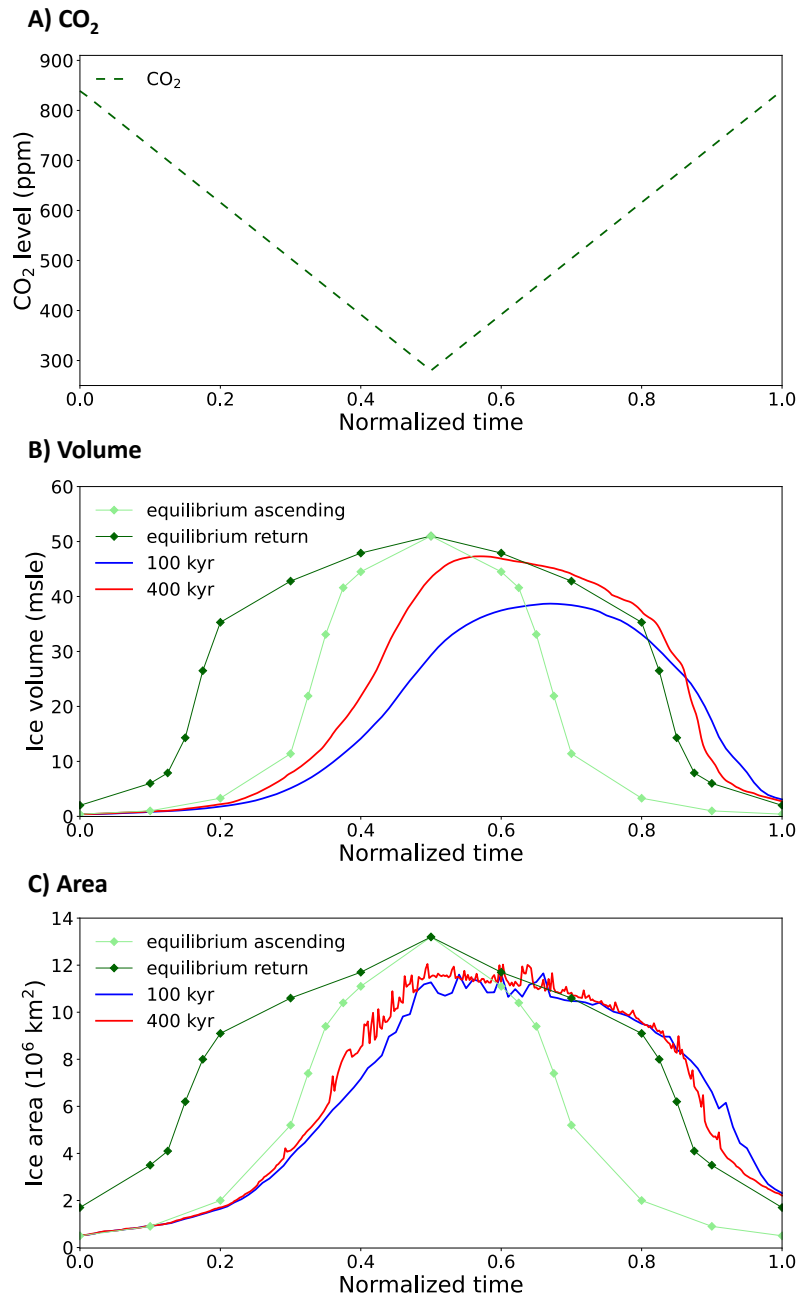 A) CO₂
900
800
700
600
500
400
300
CO₂ level (ppm)
CO₂
0.0 0.2 0.4 0.6 0.8 1.0
Normalized time
B) Volume
60
50
40
30
20
10
0
Ice volume (msle)
equilibrium ascending
equilibrium return
100 kyr
400 kyr
0.0 0.2 0.4 0.6 0.8 1.0
Normalized time
C) Area
14
12
10
8
6
4
2
0
Ice area (10⁶ km²)
equilibrium ascending
equilibrium return
100 kyr
400 kyr
0.0 0.2 0.4 0.6 0.8 1.0
Normalized time